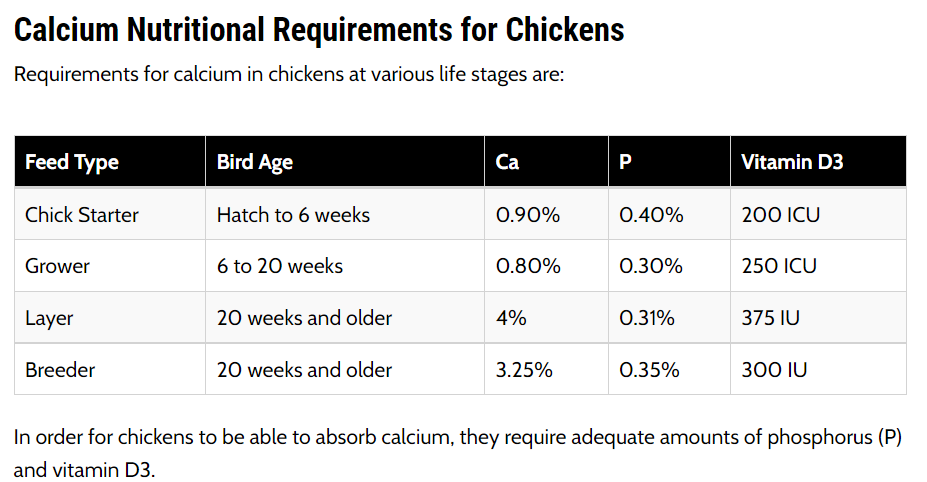 Calcium Nutritional Requirements for Chickens
Requirements for calcium in chickens at various life stages are:
Feed Type Bird Age Ca P Vitamin D3
Chick Starter Hatch to 6 weeks 0.90% 0.40% 200 ICU
Grower 6 to 20 weeks 0.80% 0.30% 250 ICU
Layer 20 weeks and older 4% 0.31% 375 IU
Breeder 20 weeks and older 3.25% 0.35% 300 IU
In order for chickens to be able to absorb calcium, they require adequate amounts of phosphorus (P)
and vitamin D3.